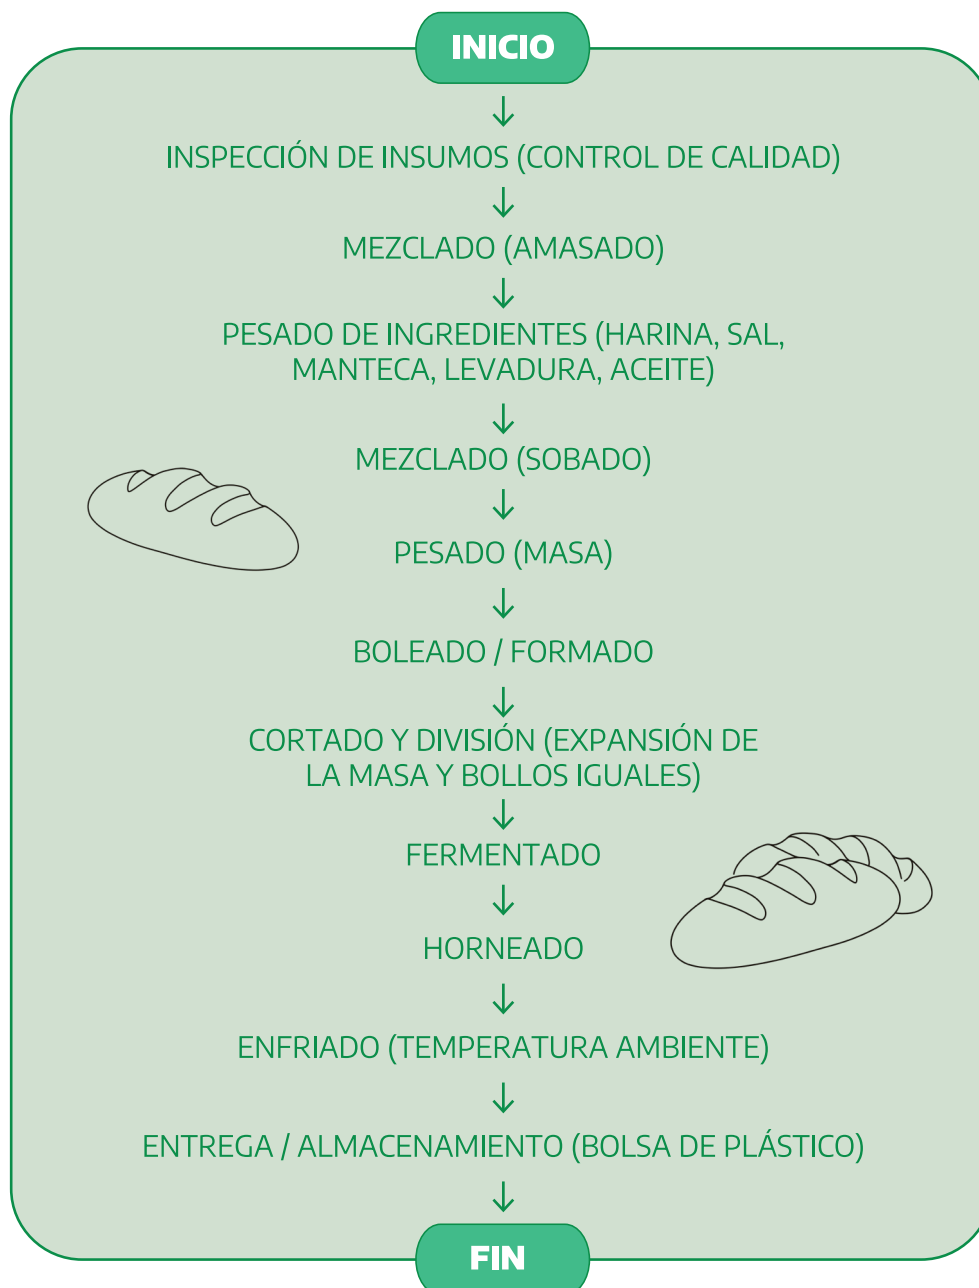 INICIO
INSPECCIÓN DE INSUMOS (CONTROL DE CALIDAD)
MEZCLADO (AMASADO)
PESADO DE INGREDIENTES (HARINA, SAL,
MANTECA, LEVADURA, ACEITE)
MEZCLADO (SOBADO)
PESADO (MASA)
BOLEADO / FORMADO
CORTADO Y DIVISIÓN (EXPANSIÓN DE
LA MASA Y BOLLOS IGUALES)
FERMENTADO
HORNEADO
ENFRIADO (TEMPERATURA AMBIENTE)
ENTREGA / ALMACENAMIENTO (BOLSA DE PLÁSTICO)
FIN